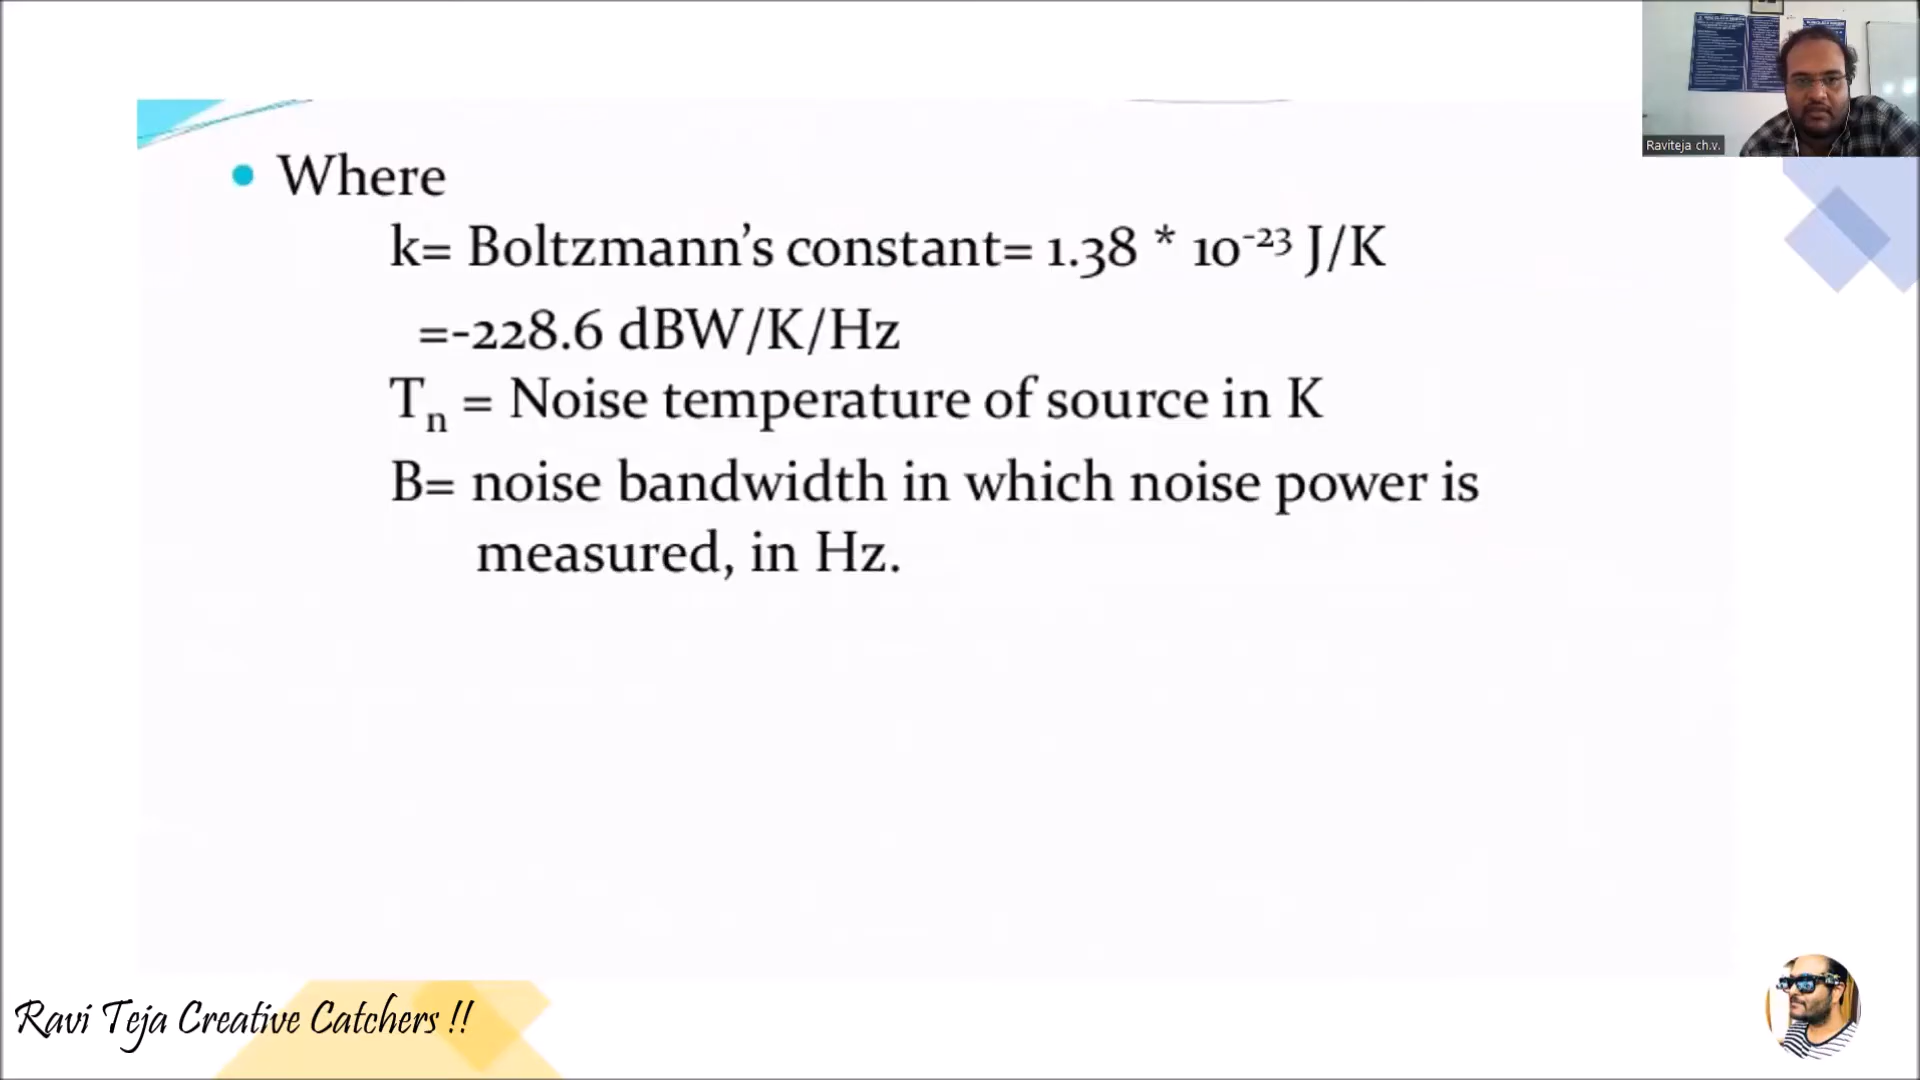 Where
k= Boltzmann’s constant= 1.38 * 10⁻²³ J/K
=-228.6 dBW/K/Hz
Tₙ = Noise temperature of source in K
B= noise bandwidth in which noise power is
measured, in Hz.
Raviteja ch.v.
Ravi Teja Creative Catchers !!